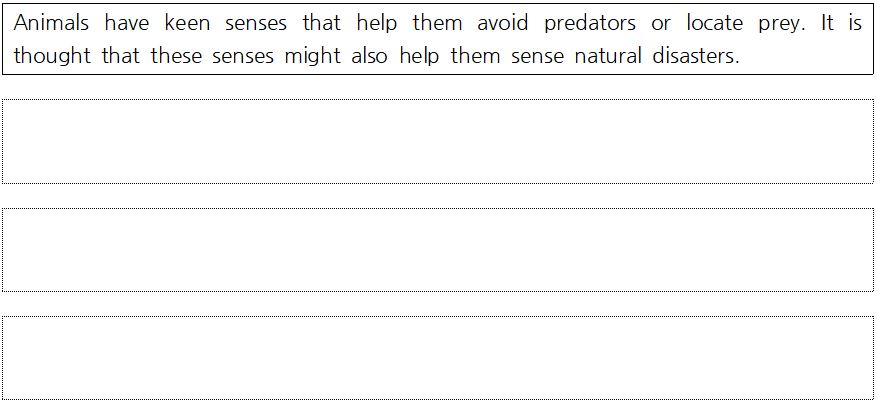 Animals have keen senses that help them avoid predators or locate prey. It is
thought that these senses might also help them sense natural disasters.